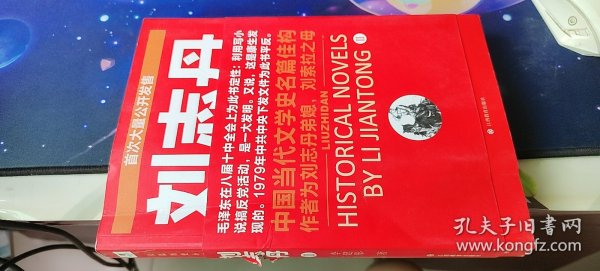 首次大量公开发售
刘志丹
毛泽东在八届十中全会上为此书定性：利用写小
说搞反党活动，是一大发明。又说，这是康生发
现的。1979年中共中央下发文件为此书平反。
中国当代文学史名篇佳构
作者为刘志丹弟媳、刘索拉之母
LIUZHIDAN
HISTORICAL NOVELS
BY LI JIANTONG
孔夫子旧书网
www.kongfz.com